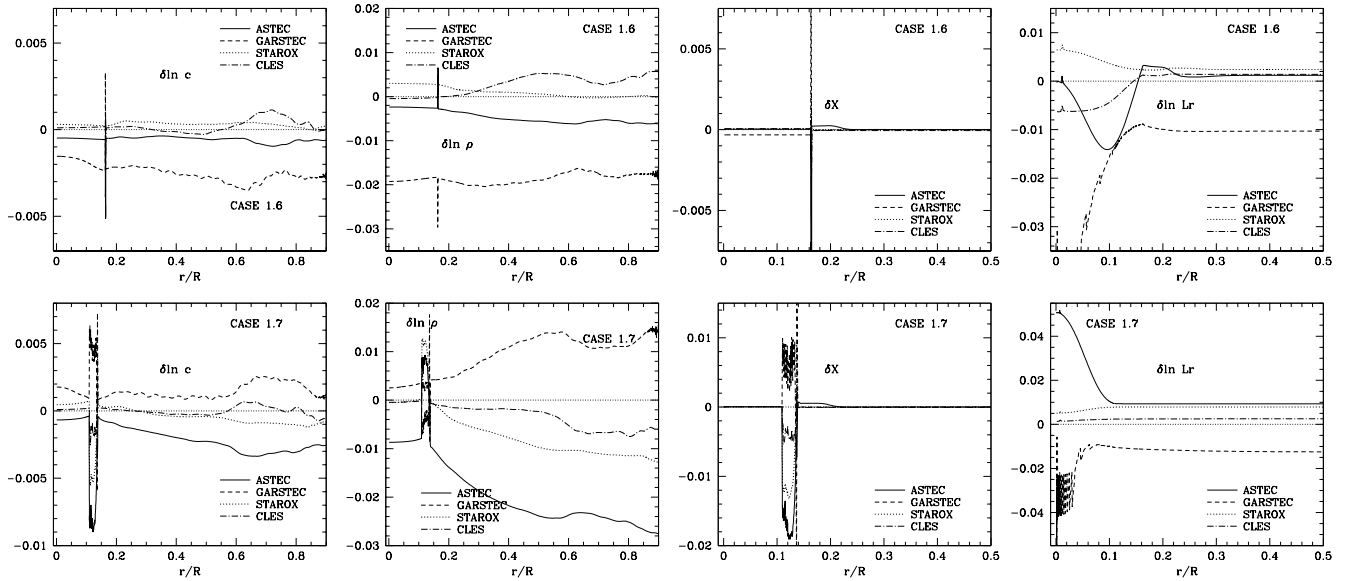 ASTEC
GARSTEC
STAROX
CLES
δln c
CASE 1.6
0.005
0
-0.005
0 0.2 0.4 0.6 0.8
r/R
ASTEC
GARSTEC
STAROX
CLES
CASE 1.6
δln ρ
0.02
0.01
0
-0.01
-0.02
-0.03
0 0.2 0.4 0.6 0.8
r/R
CASE 1.6
δX
ASTEC
GARSTEC
STAROX
CLES
0.005
0
-0.005
0 0.1 0.2 0.3 0.4 0.5
r/R
CASE 1.6
δln Lr
ASTEC
GARSTEC
STAROX
CLES
0.01
0
-0.01
-0.02
-0.03
0 0.1 0.2 0.3 0.4 0.5
r/R
CASE 1.7
δln c
ASTEC
GARSTEC
STAROX
CLES
0.005
0
-0.005
-0.01
0 0.2 0.4 0.6 0.8
r/R
δln ρ
CASE 1.7
ASTEC
GARSTEC
STAROX
CLES
0.02
0.01
0
-0.01
-0.02
-0.03
0 0.2 0.4 0.6 0.8
r/R
CASE 1.7
δX
ASTEC
GARSTEC
STAROX
CLES
0.01
0
-0.01
-0.02
0 0.1 0.2 0.3 0.4 0.5
r/R
CASE 1.7
δln Lr
ASTEC
GARSTEC
STAROX
CLES
0.04
0.02
0
-0.02
-0.04
0 0.1 0.2 0.3 0.4 0.5
r/R